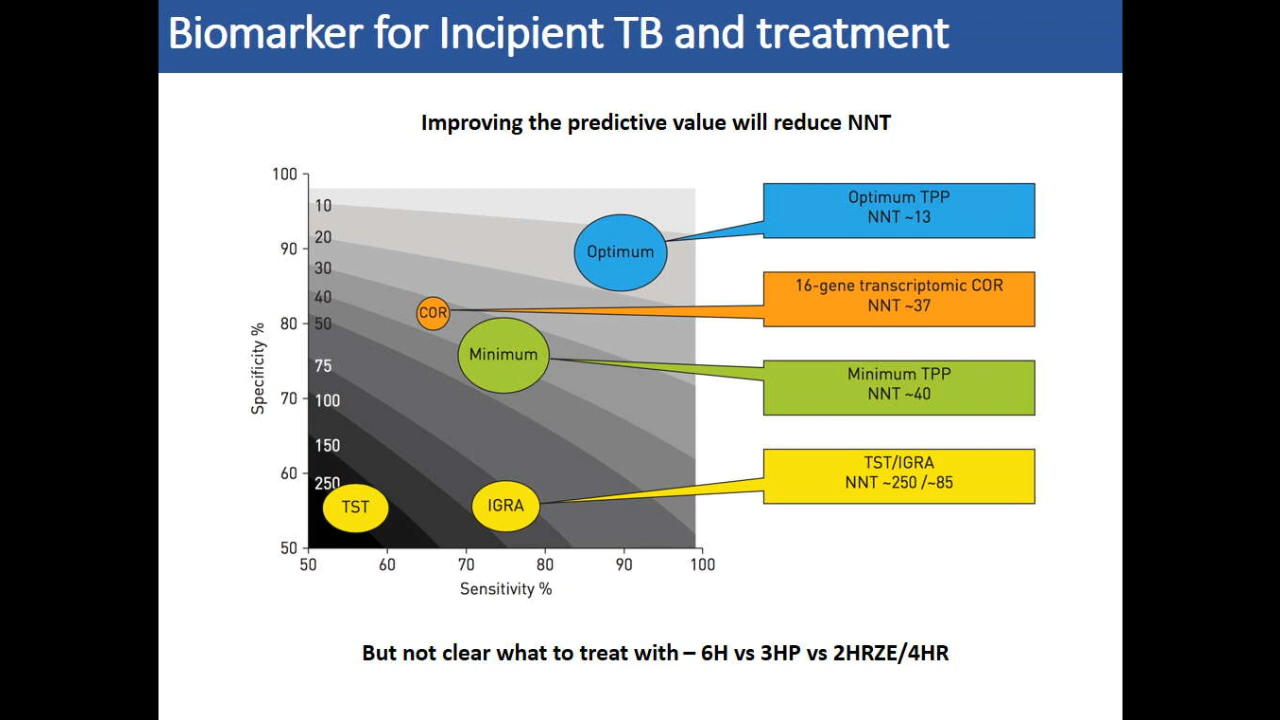 Biomarker for Incipient TB and treatment
Improving the predictive value will reduce NNT
100
90
80
70
60
50
Specificity %
10
20
30
40
50
75
100
150
250
Optimum
COR
Minimum
TST
IGRA
50
60
70
80
90
100
Sensitivity %
Optimum TPP
NNT ~13
16-gene transcriptomic COR
NNT ~37
Minimum TPP
NNT ~40
TST/IGRA
NNT ~250 /~85
But not clear what to treat with – 6H vs 3HP vs 2HRZE/4HR